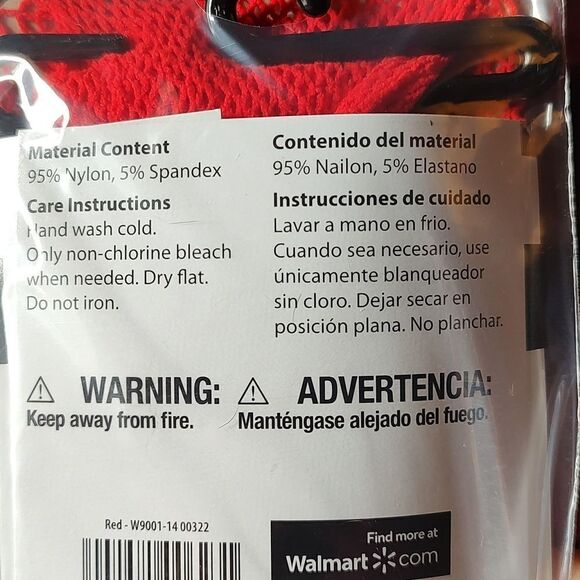 Material Content
95% Nylon, 5% Spandex
Care Instructions
Hand wash cold.
Only non-chlorine bleach
when needed. Dry flat.
Do not iron.
Contenido del material
95% Nailon, 5% Elastano
Instrucciones de cuidado
Lavar a mano en frio.
Cuando sea necesario, use
únicamente blanqueador
sin cloro. Dejar secar en
posición plana. No planchar.
WARNING:
Keep away from fire.
ADVERTENCIA:
Manténgase alejado del fuego.
Red - W9001-14 00322
Find more at
Walmart com